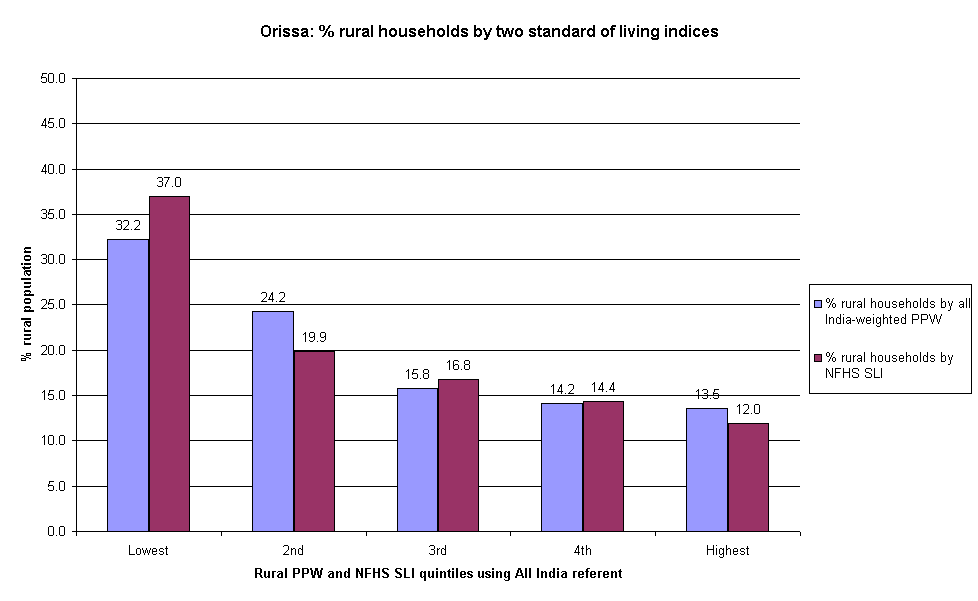 Orissa: % rural households by two standard of living indices
50.0
45.0
40.0
35.0
30.0
25.0
20.0
15.0
10.0
5.0
0.0
% rural population
32.2
37.0
24.2
19.9
15.8
16.8
14.2
14.4
13.5
12.0
Lowest
2nd
3rd
4th
Highest
Rural PPW and NFHS SLI quintiles using All India referent
% rural households by all
India-weighted PPW
% rural households by
NFHS SLI